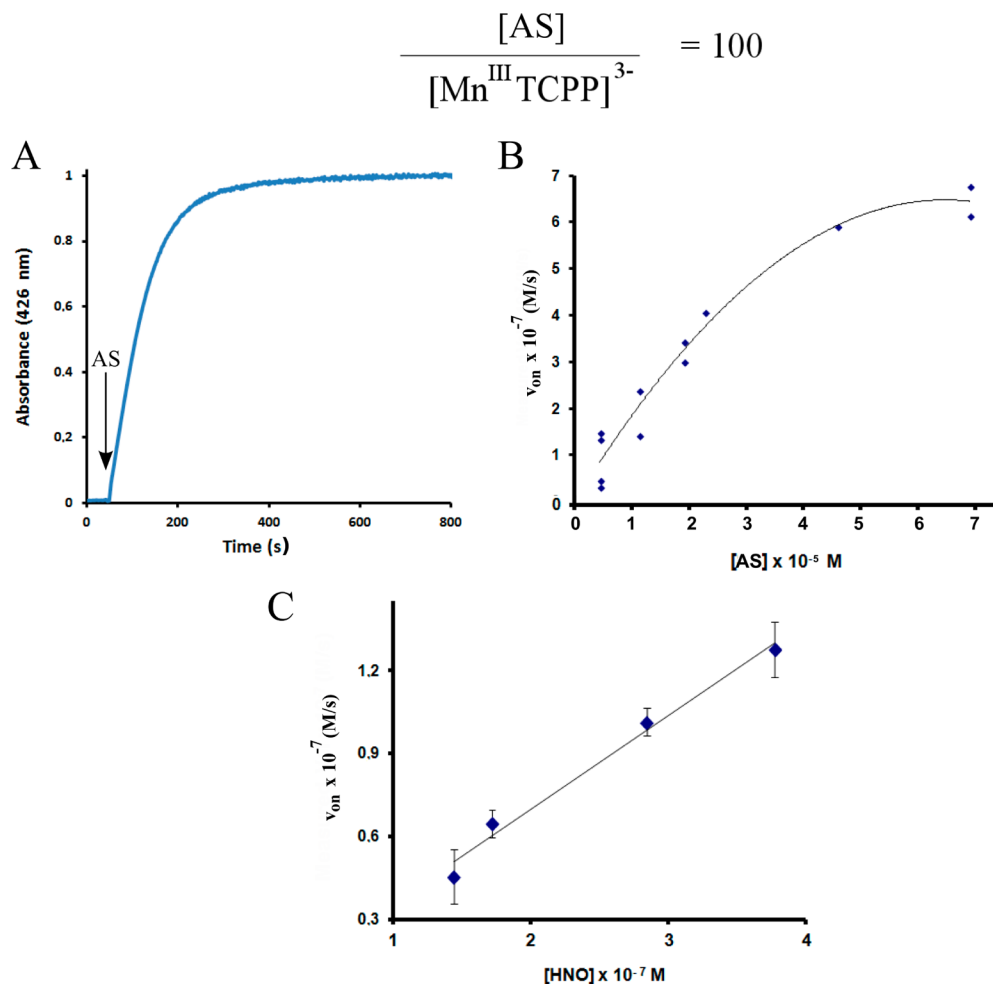 [AS]
[Mn^III TCPP]^3- = 100
A
B
1
0.8
0.6
0.4
0,2
0
AS
Absorbance (426 nm)
0 200 400 600 800
Time (s)
7
6
5
4
3
2
1
0
v_on x 10^-7 (M/s)
0 1 2 3 4 5 6 7
[AS] x 10^-5 M
C
1.2
0.9
0.6
0.3
v_on x 10^-7 (M/s)
1 2 3 4
[HNO] x 10^-7 M